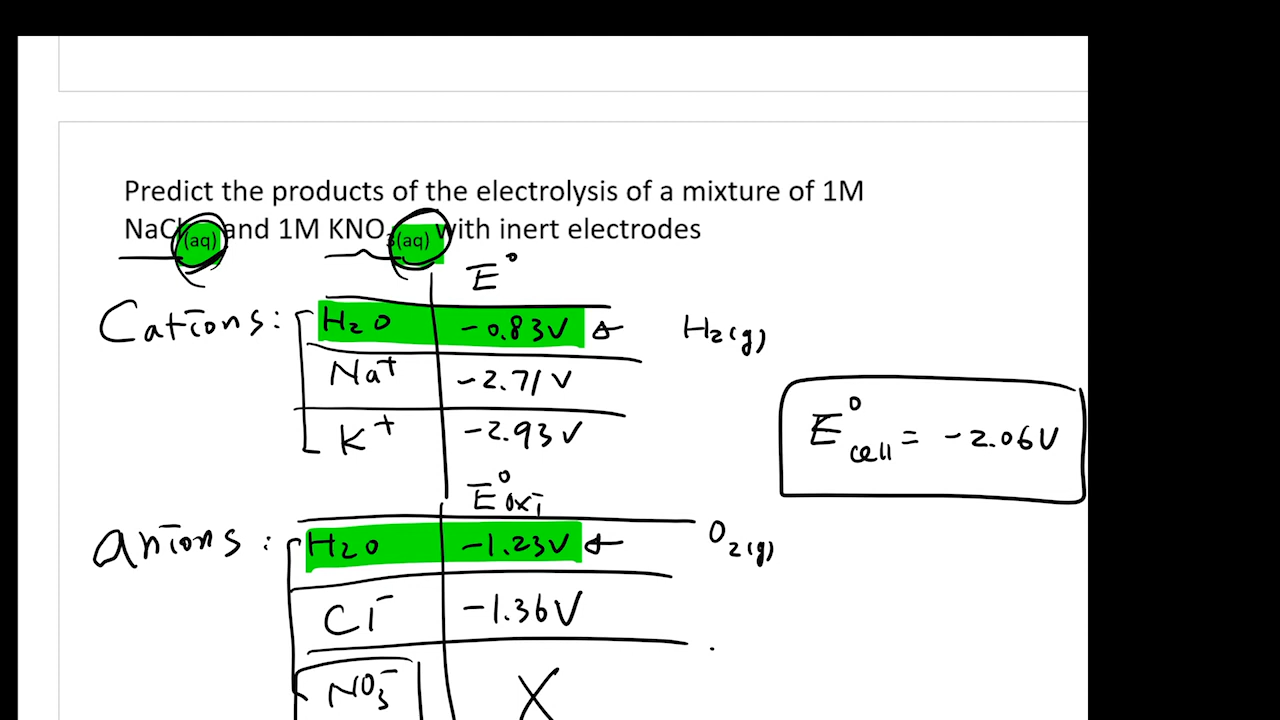 Predict the products of the electrolysis of a mixture of 1M
NaCl(aq) and 1M KNO3(aq) with inert electrodes
E°
Cations: H2O -0.83V H2(g)
Na+ -2.71V
K+ -2.93V
E°cell = -2.06V
E°oxi
Anions: H2O -1.23V O2(g)
Cl- -1.36V
NO3- X